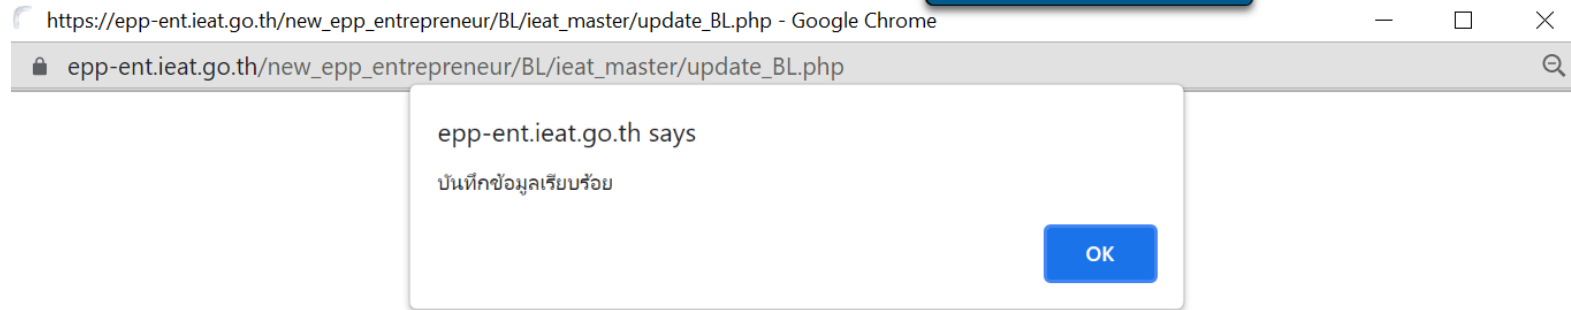 https://epp-ent.ieat.go.th/new_epp_entrepreneur/BL/ieat_master/update_BL.php - Google Chrome
epp-ent.ieat.go.th/new_epp_entrepreneur/BL/ieat_master/update_BL.php
epp-ent.ieat.go.th says
บันทึกข้อมูลเรียบร้อย
OK